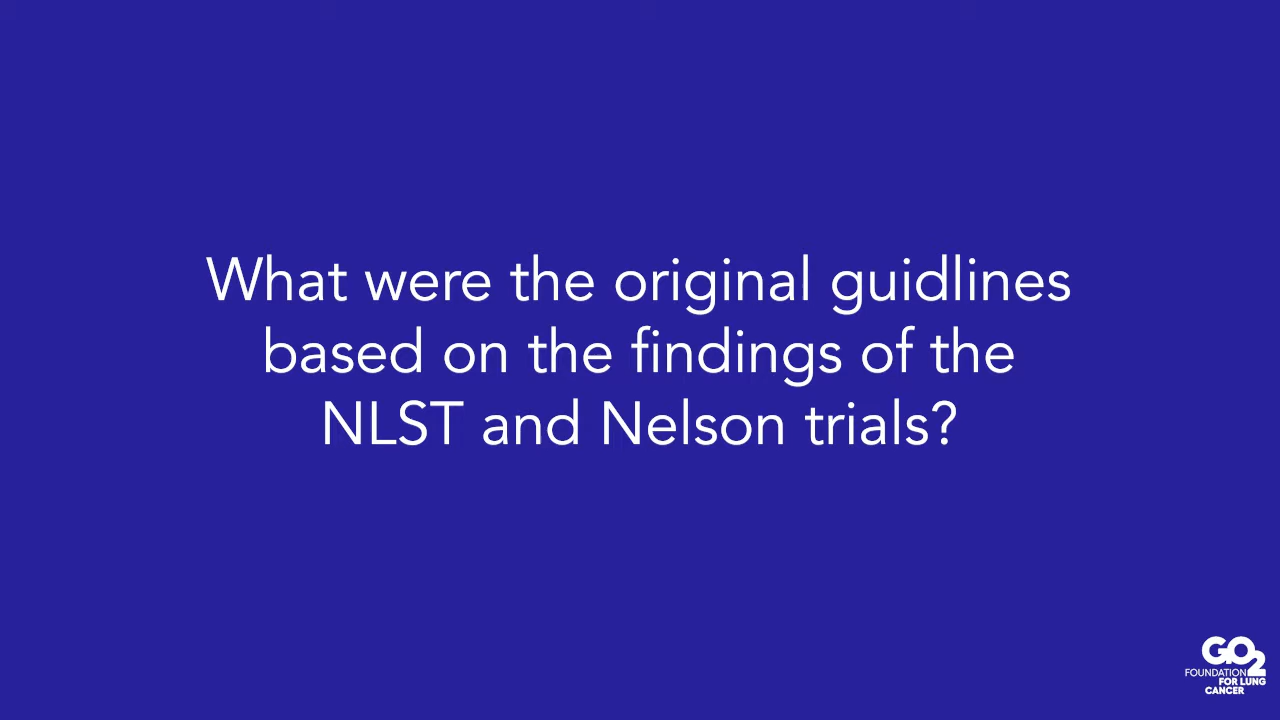 What were the original guidlines
based on the findings of the
NLST and Nelson trials?
GO2
FOUNDATION
FOR LUNG
CANCER